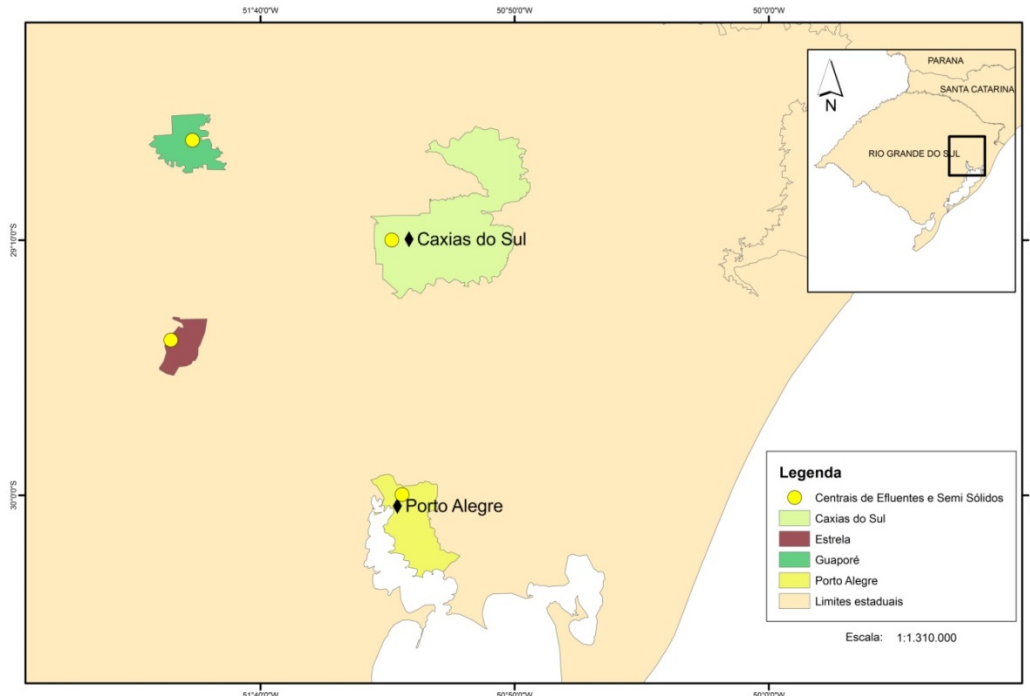 51°40'0"W
50°50'0"W
50°0'0"W
PARANA
SANTA CATARINA
N
RIO GRANDE DO SUL
29°10'0"S
Caxias do Sul
30°0'0"S
Porto Alegre
Legenda
Centrais de Efluentes e Semi Sólidos
Caxias do Sul
Estrela
Guaporé
Porto Alegre
Limites estaduais
Escala: 1:1.310.000
51°40'0"W
50°50'0"W
50°0'0"W